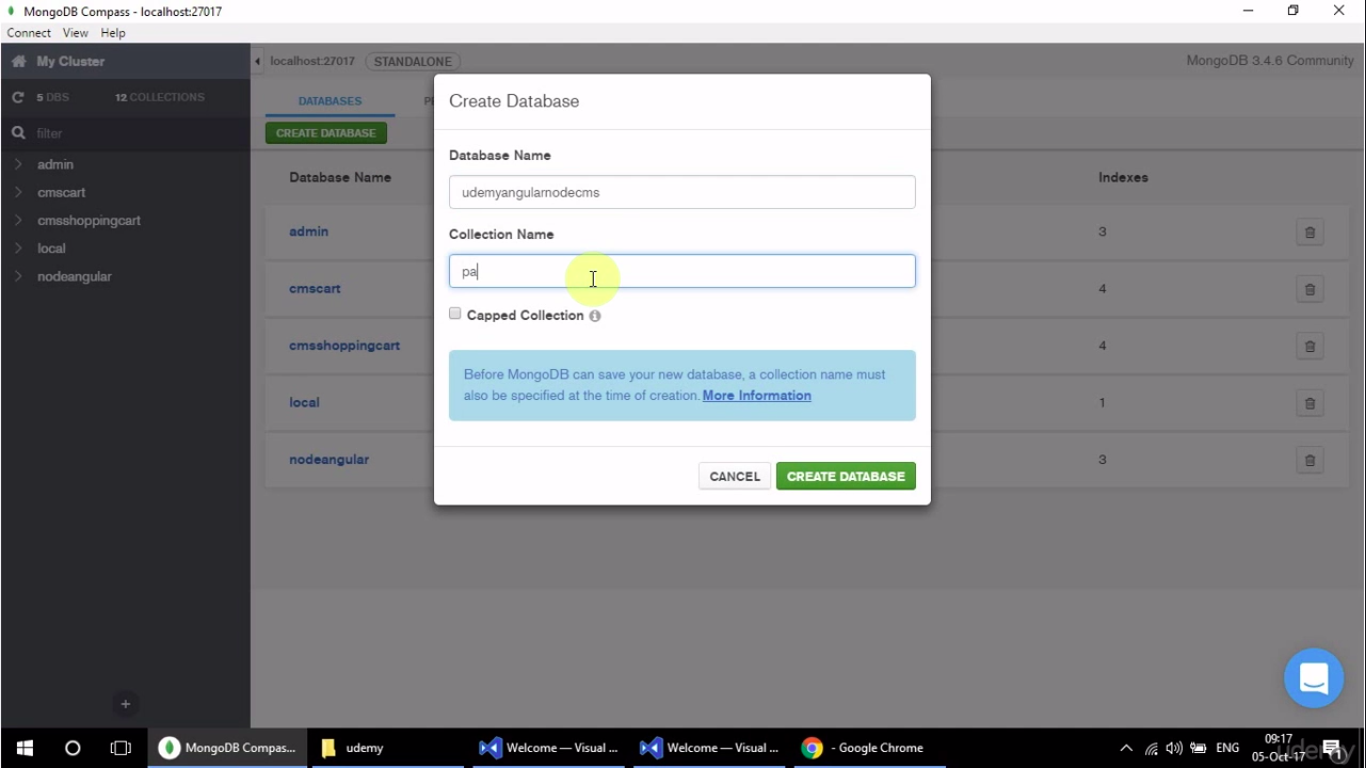 MongoDB Compass - localhost:27017
Connect View Help
My Cluster
localhost:27017 STANDALONE
MongoDB 3.4.6 Community
5 DBS 12 COLLECTIONS
DATABASES
filter
CREATE DATABASE
admin
cmscart
cmsshoppingcart
local
nodeangular
Database Name
Indexes
admin 3
cmscart 4
cmsshoppingcart 4
local 1
nodeangular 3
Create Database
Database Name
udemyangularnodecms
Collection Name
pa
Capped Collection
Before MongoDB can save your new database, a collection name must
also be specified at the time of creation. More Information
CANCEL CREATE DATABASE
MongoDB Compas...
udemy
Welcome — Visual ...
Welcome — Visual ...
- Google Chrome
ENG
09:17
05-Oct-17
1
udemy